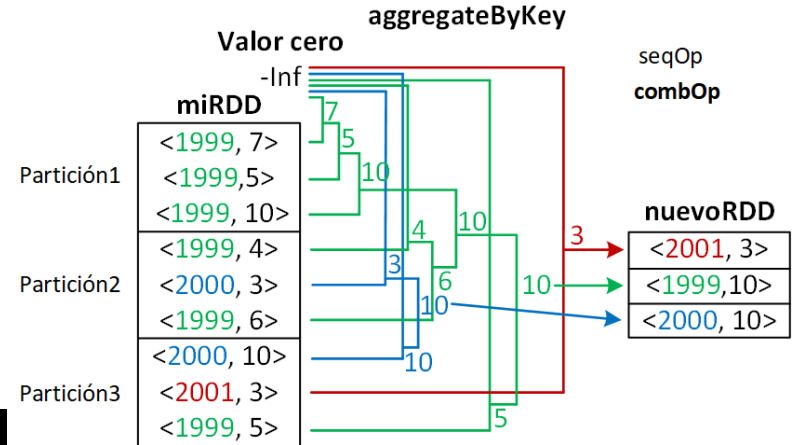 aggregateByKey
Valor cero
-Inf
seqOp
combOp
miRDD
Partición1
<1999, 7>
<1999,5>
<1999, 10>
Partición2
<1999, 4>
<2000, 3>
<1999, 6>
Partición3
<2000, 10>
<2001, 3>
<1999, 5>
7
5
10
4
3
6
10
10
10
5
3
10
nuevoRDD
<2001, 3>
<1999,10>
<2000, 10>